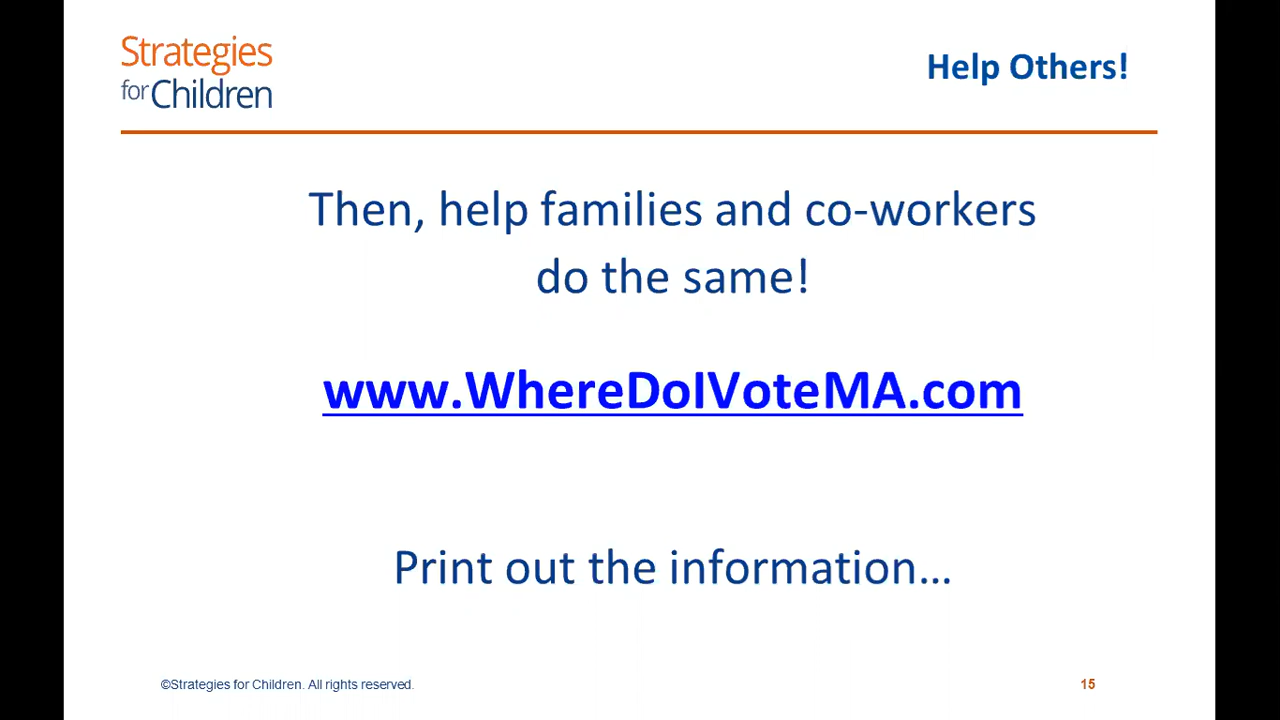 Strategies
for Children
Help Others!
Then, help families and co-workers
do the same!
www.WhereDoIVoteMA.com
Print out the information...
©Strategies for Children. All rights reserved.
15